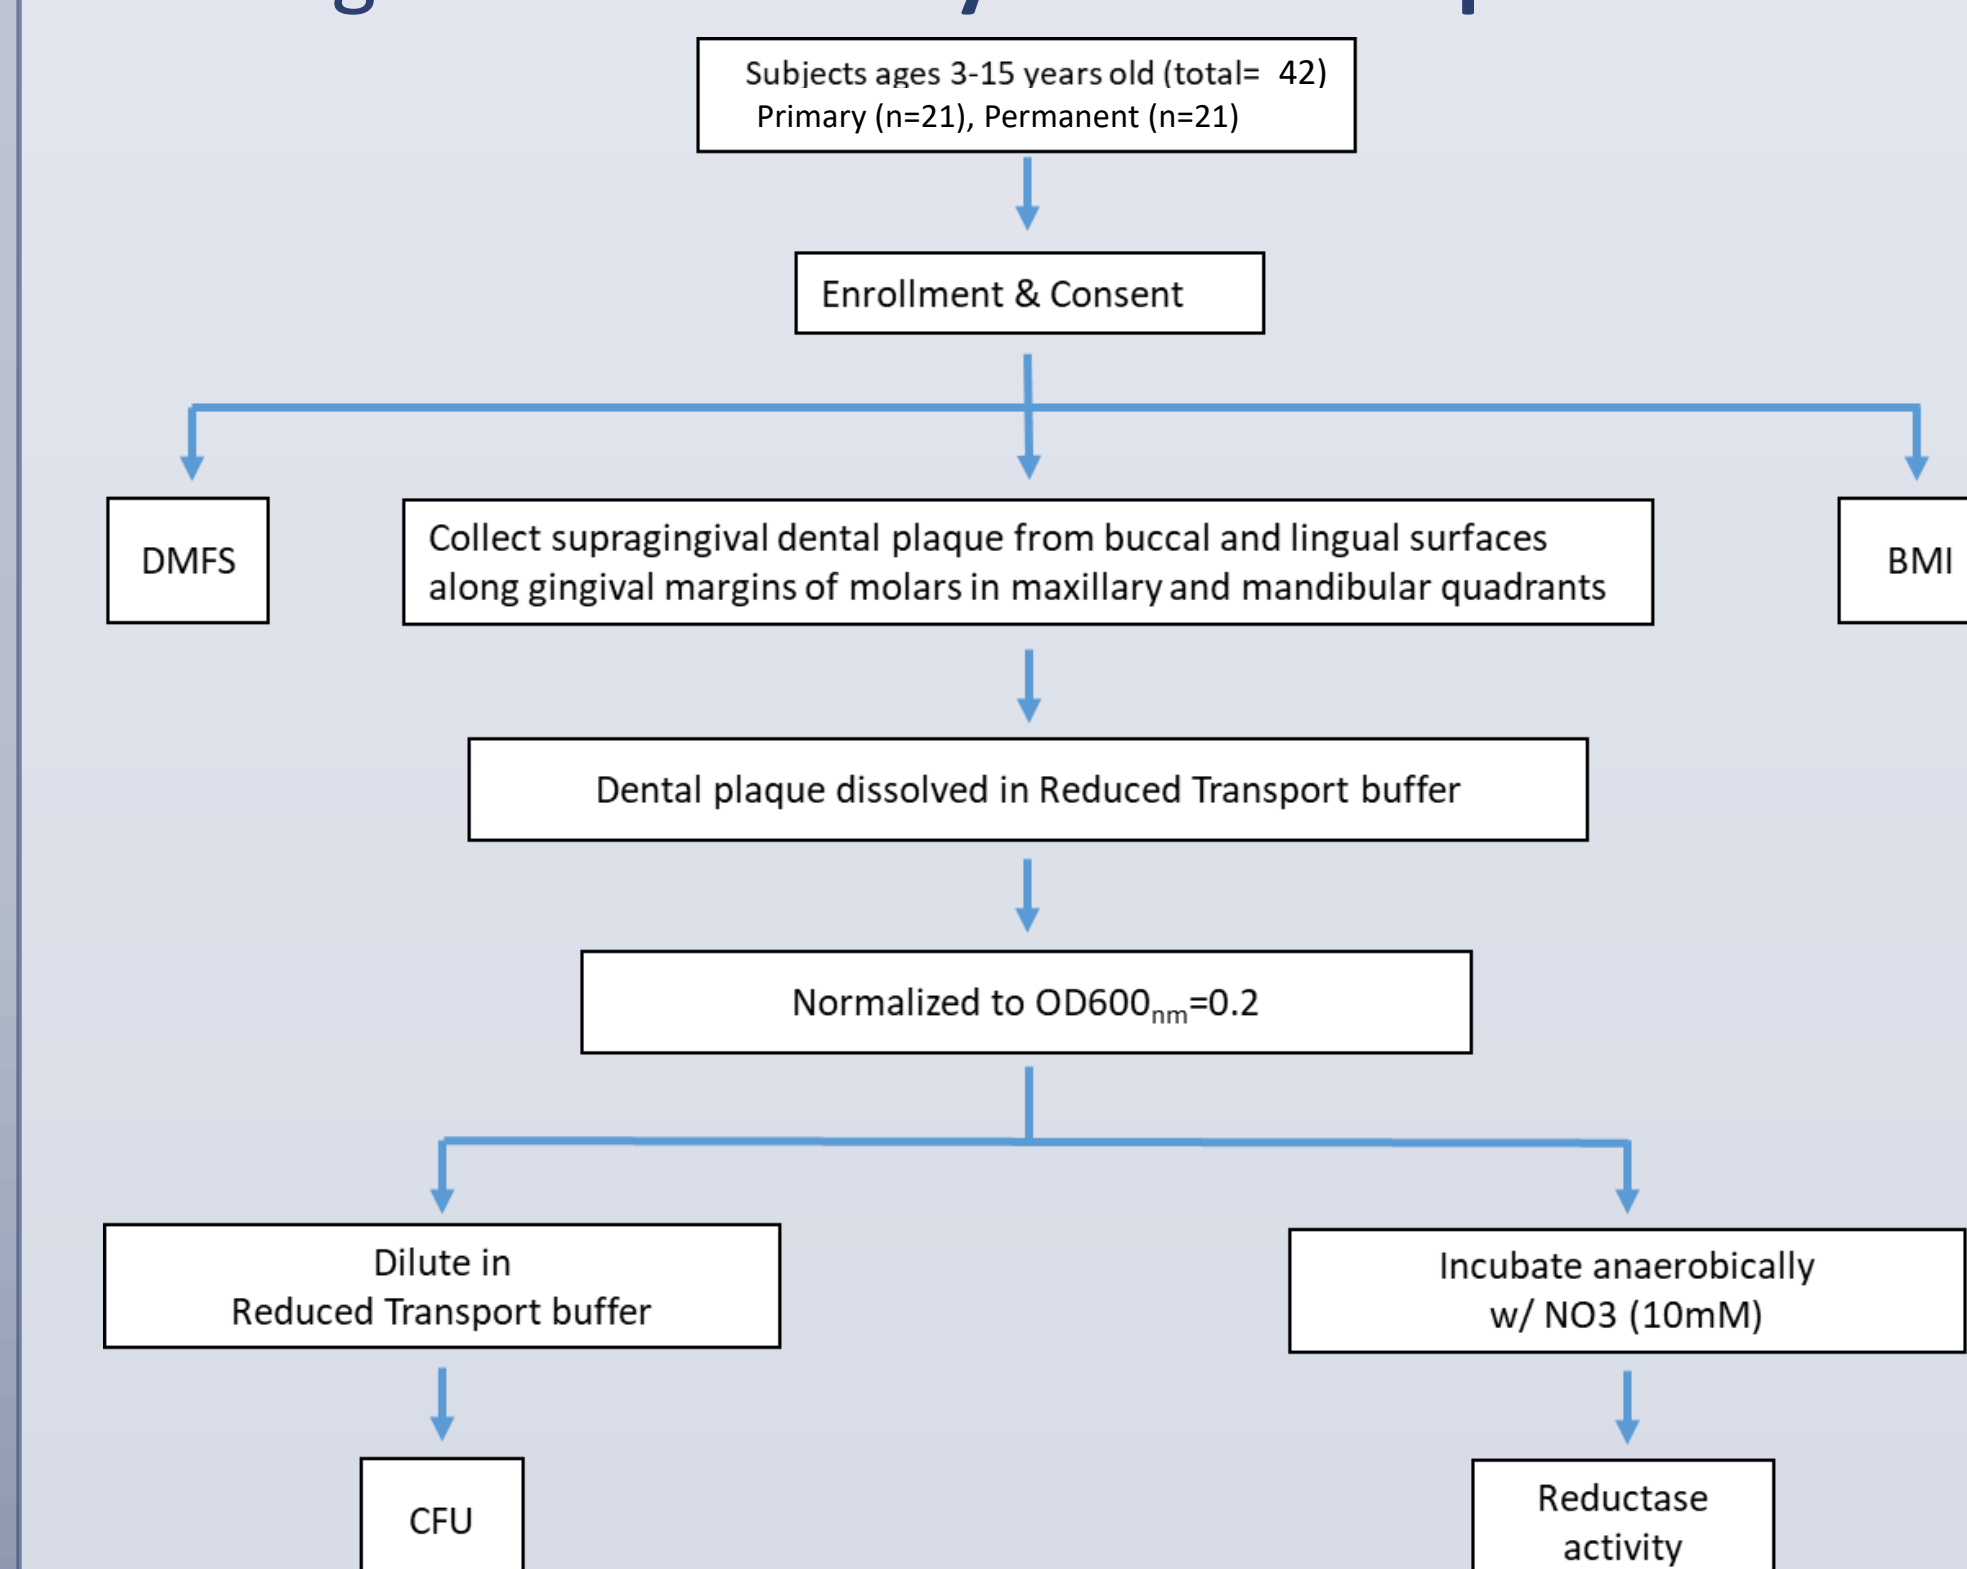 Subjects ages 3-15 years old (total= 42)
Primary (n=21), Permanent (n=21)
Enrollment & Consent
DMFS
Collect supragingival dental plaque from buccal and lingual surfaces
along gingival margins of molars in maxillary and mandibular quadrants
BMI
Dental plaque dissolved in Reduced Transport buffer
Normalized to OD600nm=0.2
Dilute in
Reduced Transport buffer
Incubate anaerobically
w/ NO3 (10mM)
CFU
Reductase
activity